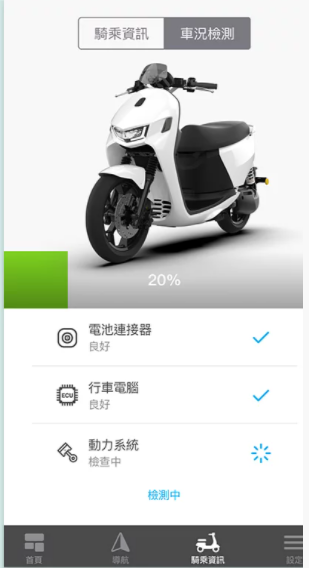 騎乘資訊 車況檢測
20%
電池連接器
良好
ECU
行車電腦
良好
動力系統
檢查中
檢測中
首頁 導航 騎乘資訊 設定